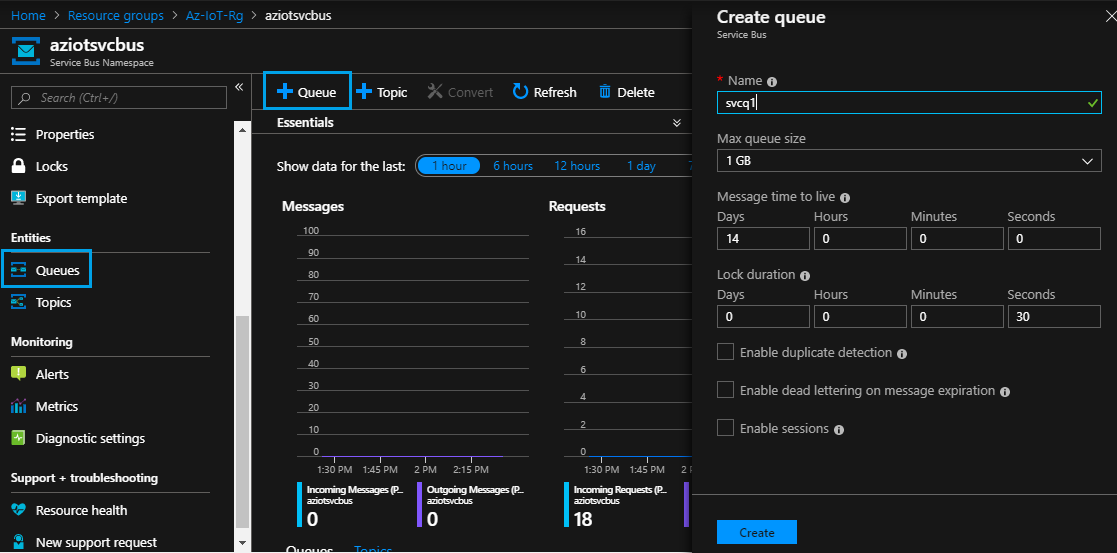 Home > Resource groups > Az-IoT-Rg > aziotsvcbus
aziotsvcbus
Service Bus Namespace
Search (Ctrl+/)
Properties
Locks
Export template
Entities
Queues
Topics
Monitoring
Alerts
Metrics
Diagnostic settings
Support + troubleshooting
Resource health
New support request
Queue Topic Convert Refresh Delete
Essentials
Show data for the last: 1 hour 6 hours 12 hours 1 day 7
Messages
100
90
80
70
60
50
40
30
20
10
0
1:30 PM 1:45 PM 2 PM 2:15 PM
Incoming Messages (P... Outgoing Messages (P...
aziotsvcbus aziotsvcbus
0 0
Requests
16
14
12
10
8
6
4
2
0
1:30 PM 1:45 PM 2 P
Incoming Requests (P...
aziotsvcbus
18
Queues Topics
Create queue
Service Bus
* Name
svcq1
Max queue size
1 GB
Message time to live
Days Hours Minutes Seconds
14 0 0 0
Lock duration
Days Hours Minutes Seconds
0 0 0 30
Enable duplicate detection
Enable dead lettering on message expiration
Enable sessions
Create